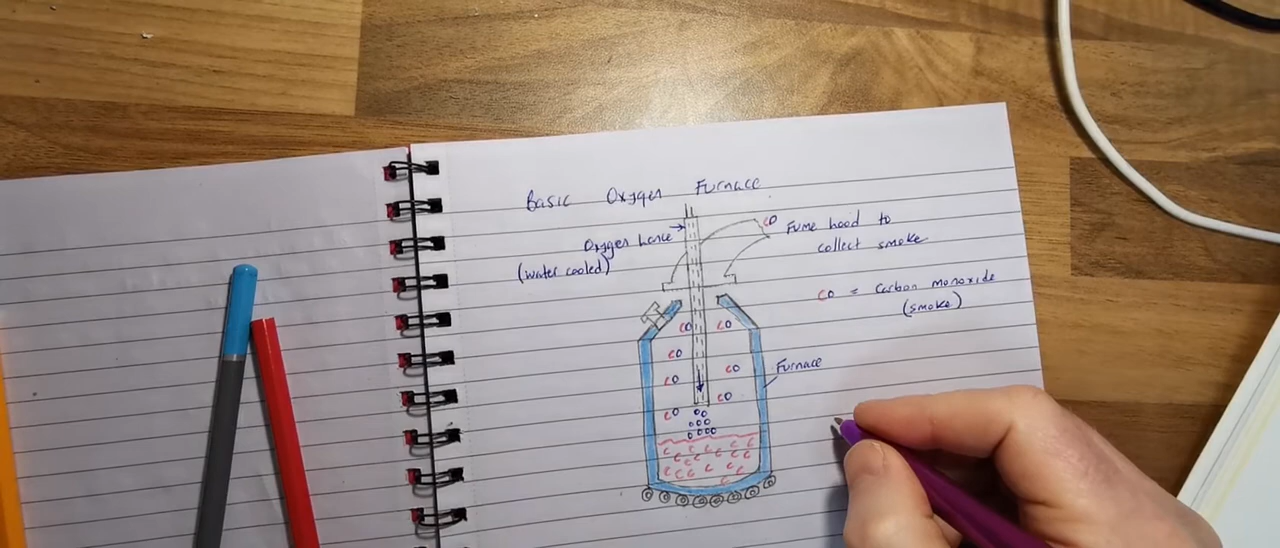 Basic Oxygen Furnace
Oxygen Lance
(water cooled)
CO
Fume hood to
collect smoke
CO = Carbon monoxide
(smoke)
CO CO
CO
CO
CO
CO
CO
Furnace
O O
O O O
O O O O
C C C C C C
C C C C C C
C C C C C C
C